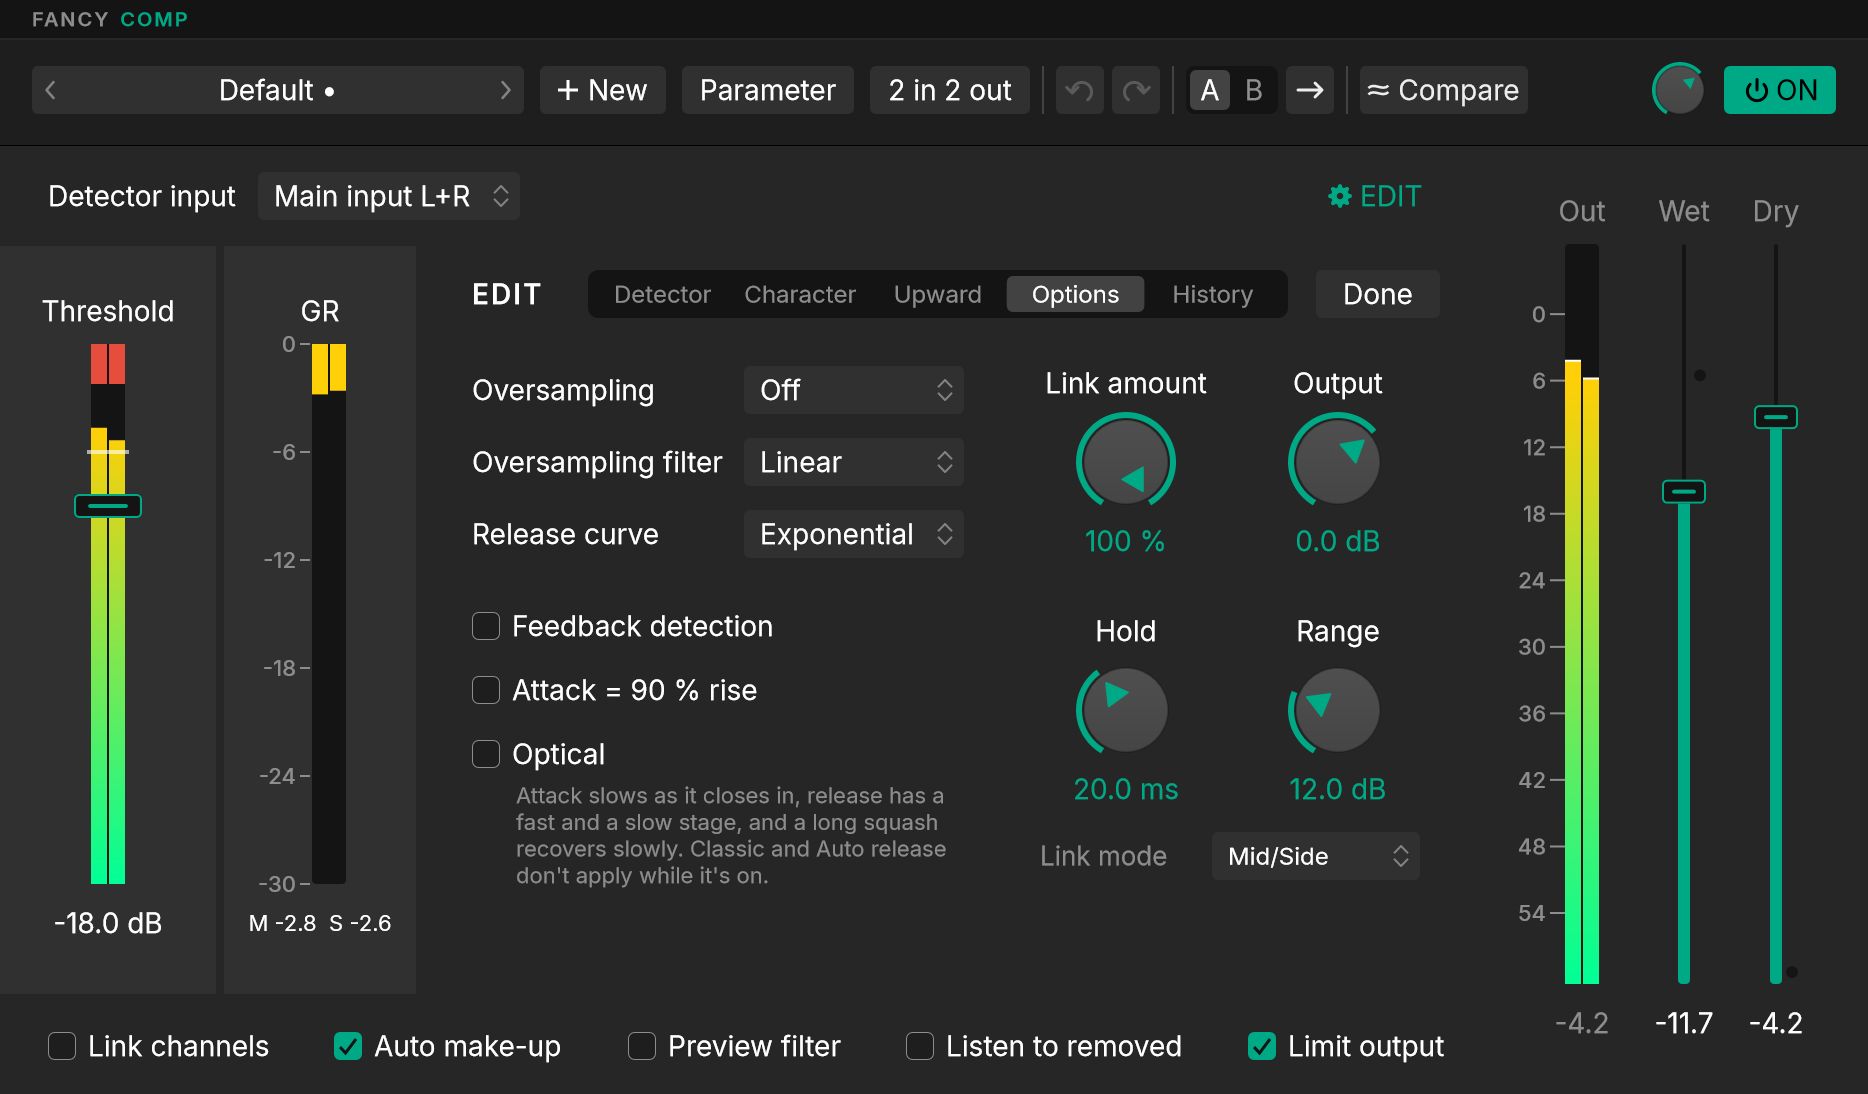 FANCY COMP
Default •
+ New
Parameter
2 in 2 out
A B
≈ Compare
ON
Detector input
Main input L+R
EDIT
Out
Wet
Dry
Threshold
-18.0 dB
GR
0
-6
-12
-18
-24
-30
M -2.8 S -2.6
EDIT
Detector
Character
Upward
Options
History
Done
Oversampling
Off
Oversampling filter
Linear
Release curve
Exponential
Feedback detection
Attack = 90 % rise
Optical
Attack slows as it closes in, release has a
fast and a slow stage, and a long squash
recovers slowly. Classic and Auto release
don't apply while it's on.
Link amount
100 %
Output
0.0 dB
Hold
20.0 ms
Range
12.0 dB
Link mode
Mid/Side
0
6
12
18
24
30
36
42
48
54
-4.2
-11.7
-4.2
Link channels
Auto make-up
Preview filter
Listen to removed
Limit output